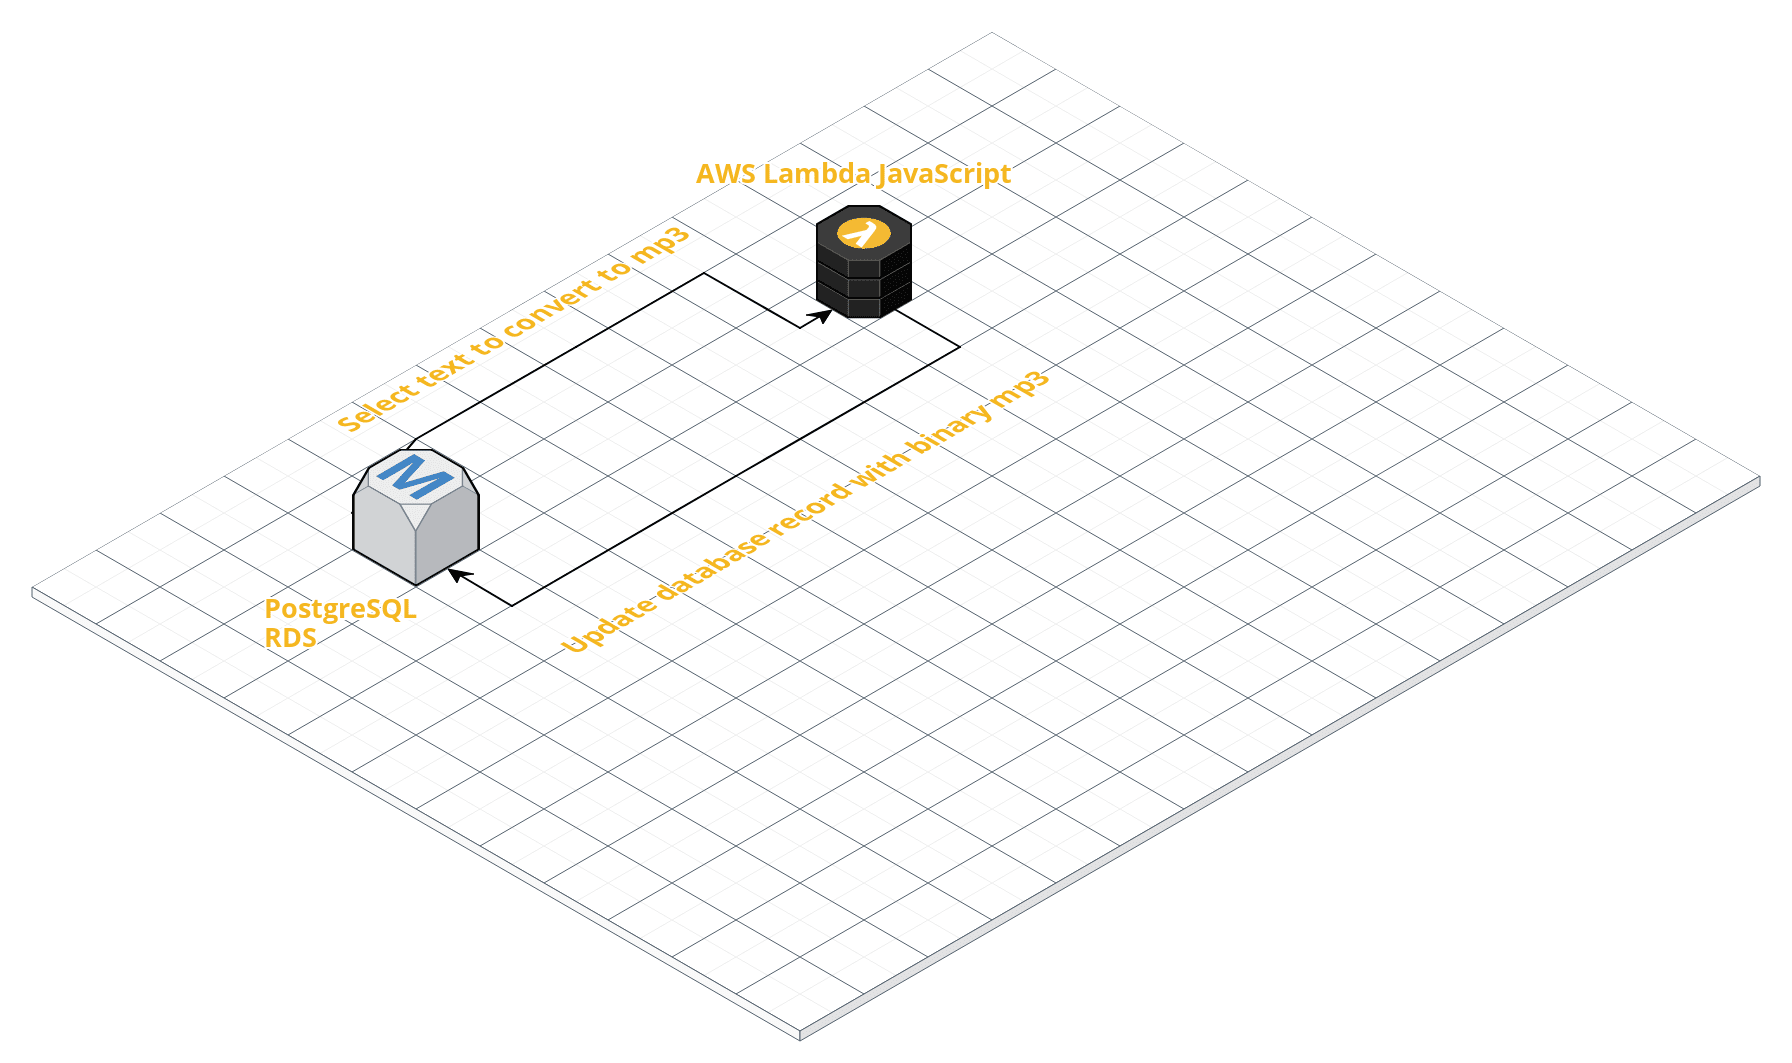 AWS Lambda JavaScript
Select text to convert to mp3
M
PostgreSQL
RDS
Update database record with binary mp3